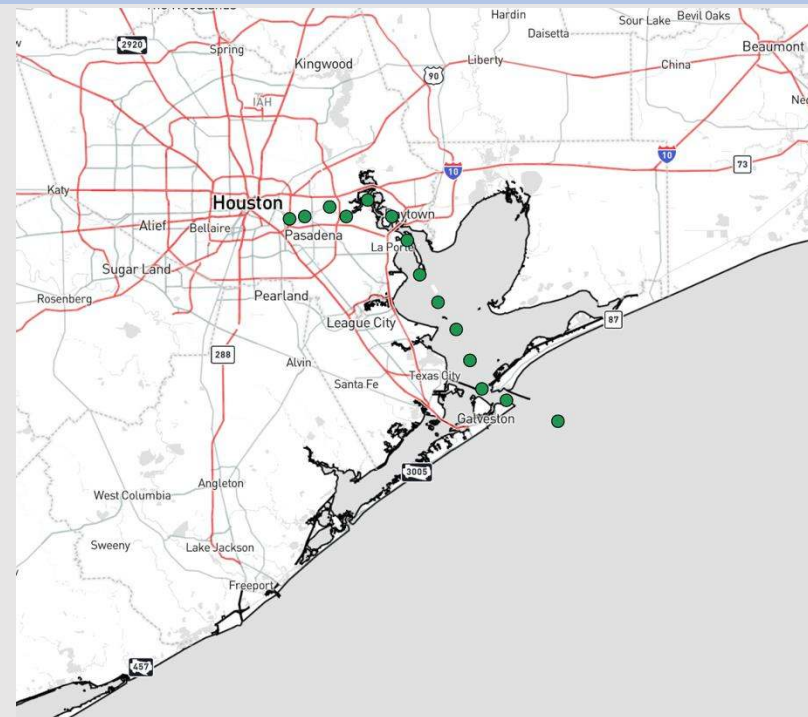 Hardin
Sour Lake
Bevil Oaks
Daisetta
2920
Spring
Beaumont
Kingwood
Liberty
China
90
IAH
10
10
73
Katy
Houston
Alief
Bellaire
Pasadena
La Porte
Sugar Land
Pearland
Rosenberg
League City
87
288
Alvin
Santa Fe
Texas City
Galveston
3005
Angleton
West Columbia
Sweeny
Lake Jackson
Freeport
457